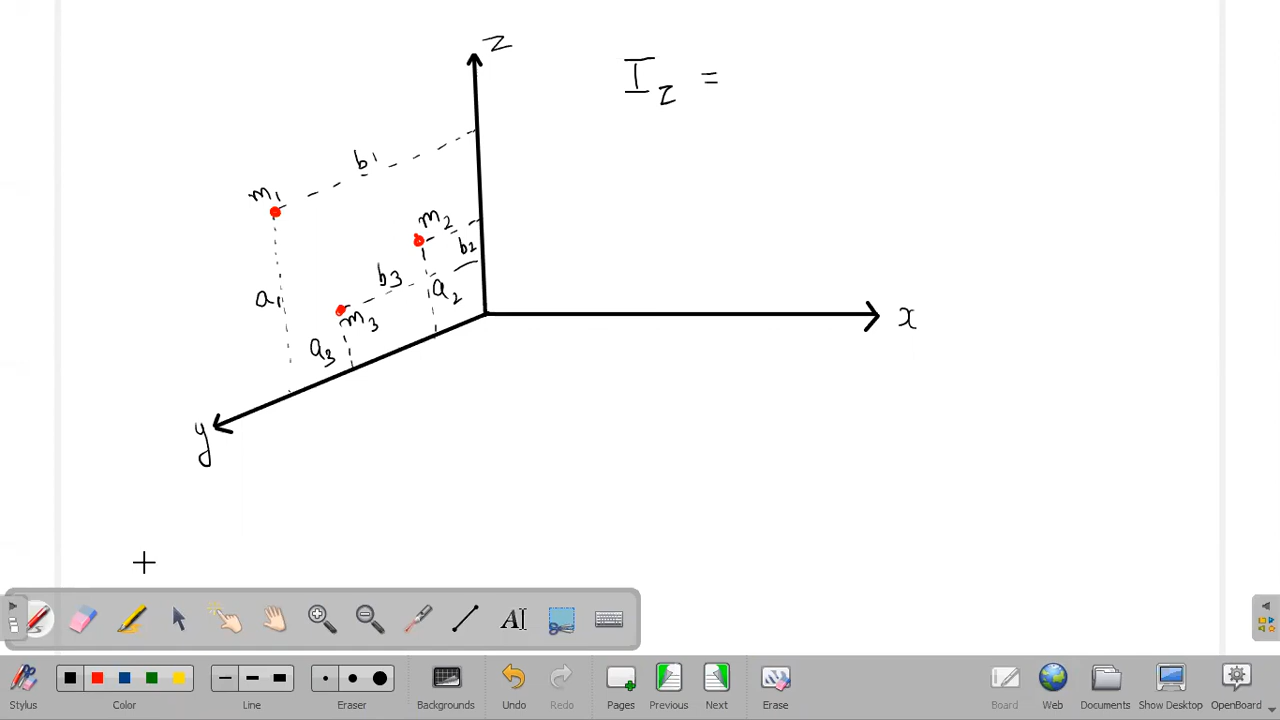 z
I_z =
b₁
m₁
m₂
b₂
b₃
a₂
a₁
m₃
a₃
x
y
AI
Stylus
Color
Line
Eraser
Backgrounds
Undo
Redo
Pages
Previous
Next
Erase
Board
Web
Documents
Show Desktop
OpenBoard